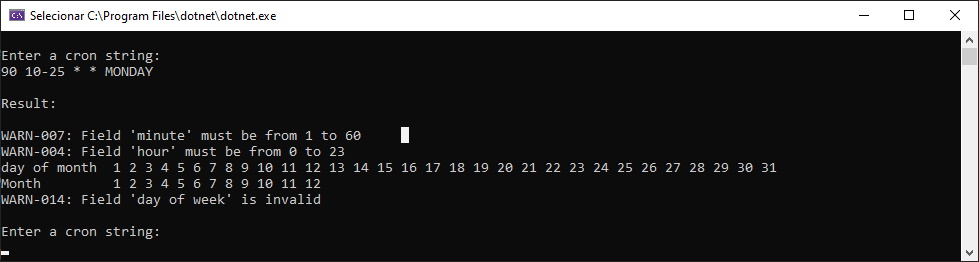 Selecionar C:\Program Files\dotnet\dotnet.exe
Enter a cron string:
90 10-25 * * MONDAY
Result:
WARN-007: Field 'minute' must be from 1 to 60
WARN-004: Field 'hour' must be from 0 to 23
day of month  1 2 3 4 5 6 7 8 9 10 11 12 13 14 15 16 17 18 19 20 21 22 23 24 25 26 27 28 29 30 31
Month         1 2 3 4 5 6 7 8 9 10 11 12
WARN-014: Field 'day of week' is invalid
Enter a cron string: